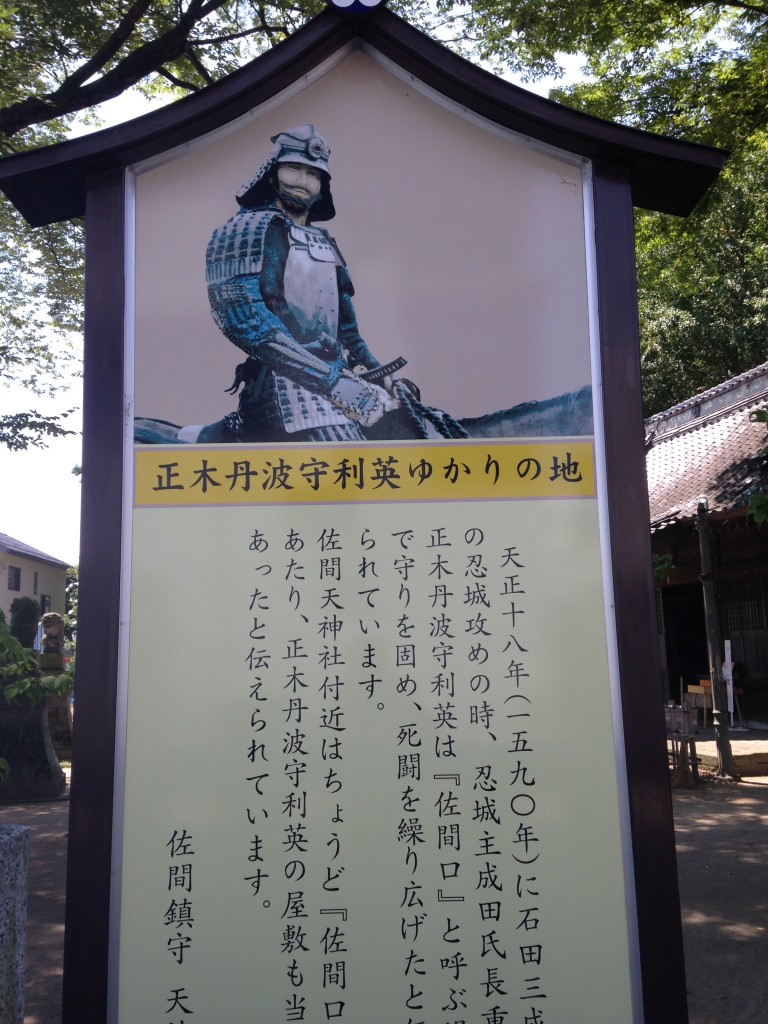 正木丹波守利英ゆかりの地
天正十八年（一五九〇年）に石田三成
の忍城攻めの時、忍城主成田氏長重
正木丹波守利英は『佐間口』と呼ぶ
で守りを固め、死闘を繰り広げたと
られています。
佐間天神社付近はちょうど『佐間口
あたり、正木丹波守利英の屋敷も当
あったと伝えられています。
佐間鎮守 天